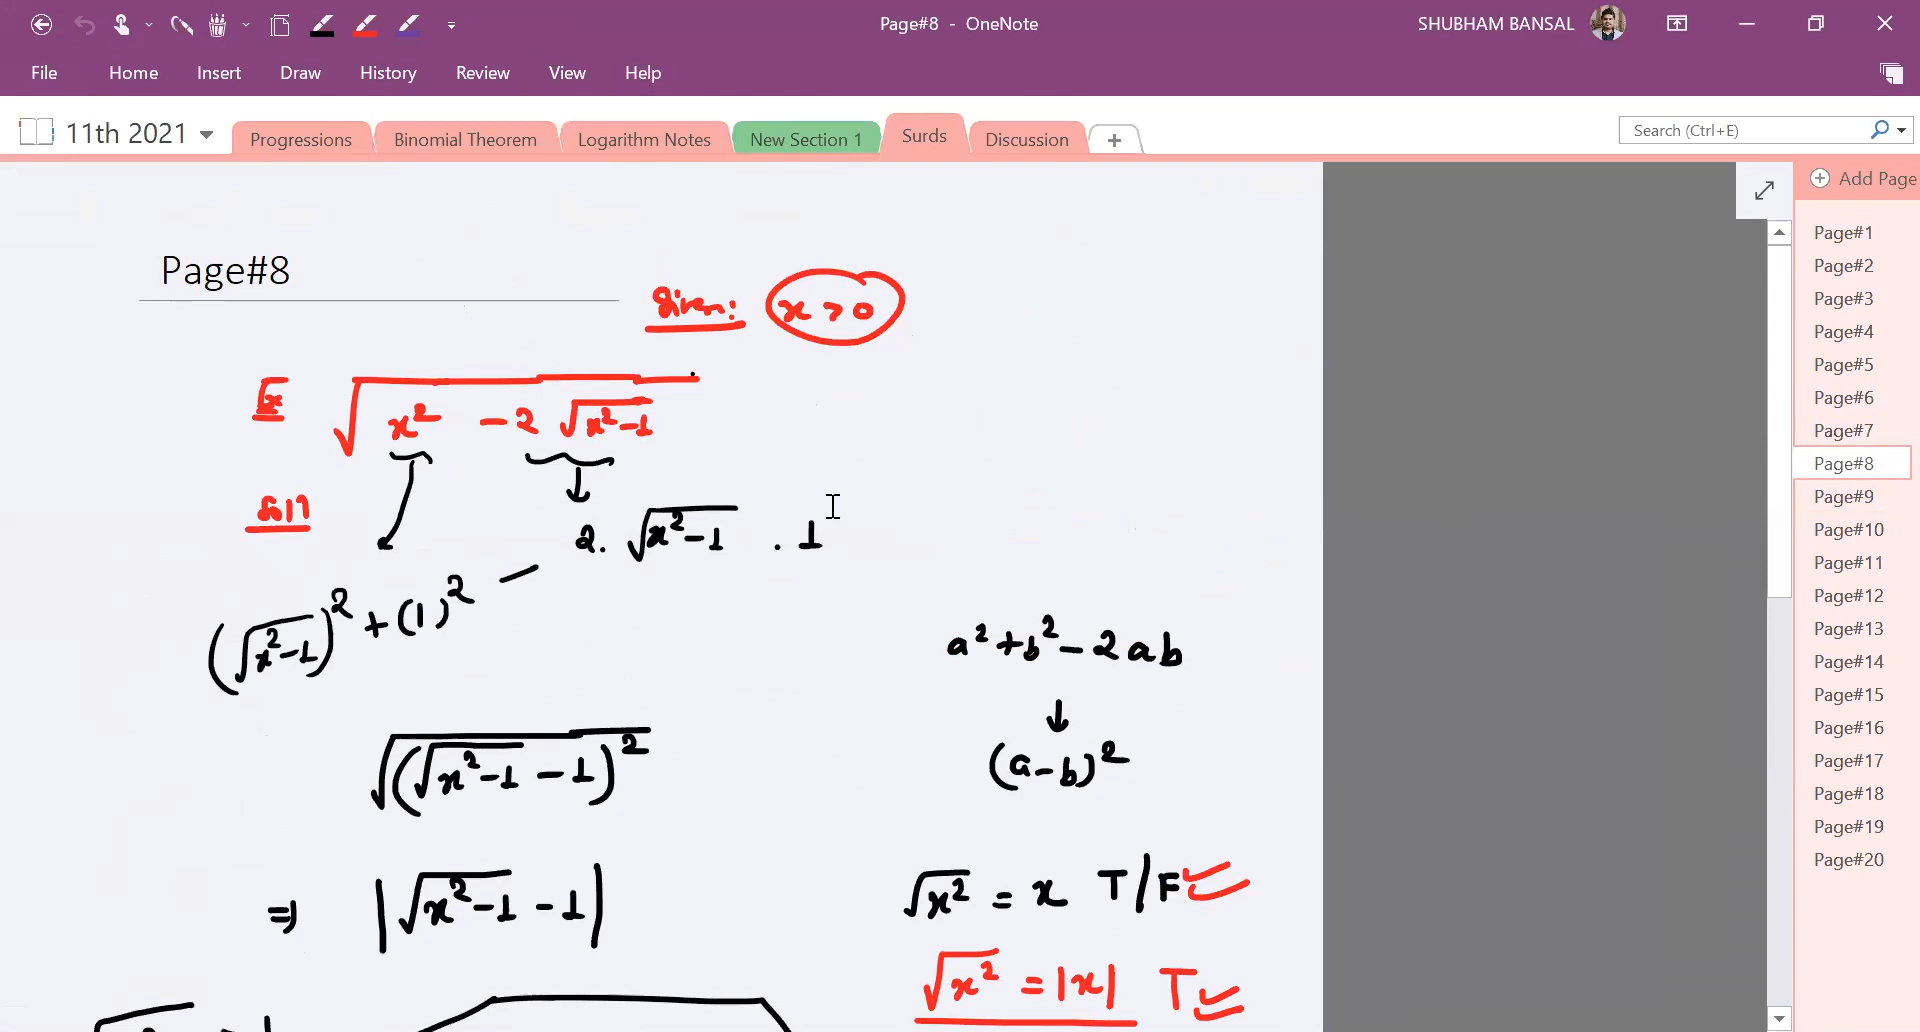 Page#8 - OneNote
SHUBHAM BANSAL
File Home Insert Draw History Review View Help
11th 2021
Progressions
Binomial Theorem
Logarithm Notes
New Section 1
Surds
Discussion
Search (Ctrl+E)
Add Page
Page#1
Page#2
Page#3
Page#4
Page#5
Page#6
Page#7
Page#8
Page#9
Page#10
Page#11
Page#12
Page#13
Page#14
Page#15
Page#16
Page#17
Page#18
Page#19
Page#20
Page#8
Given: x > 0
Ex √(x² - 2√(x²-1))
Solⁿ
2. √(x²-1) . 1
(√(x²-1))² + (1)² -
a² + b² - 2ab
↓
(a-b)²
√((√(x²-1) - 1)²)
⇒ |√(x²-1) - 1|
√x² = x T/F
√x² = |x| T